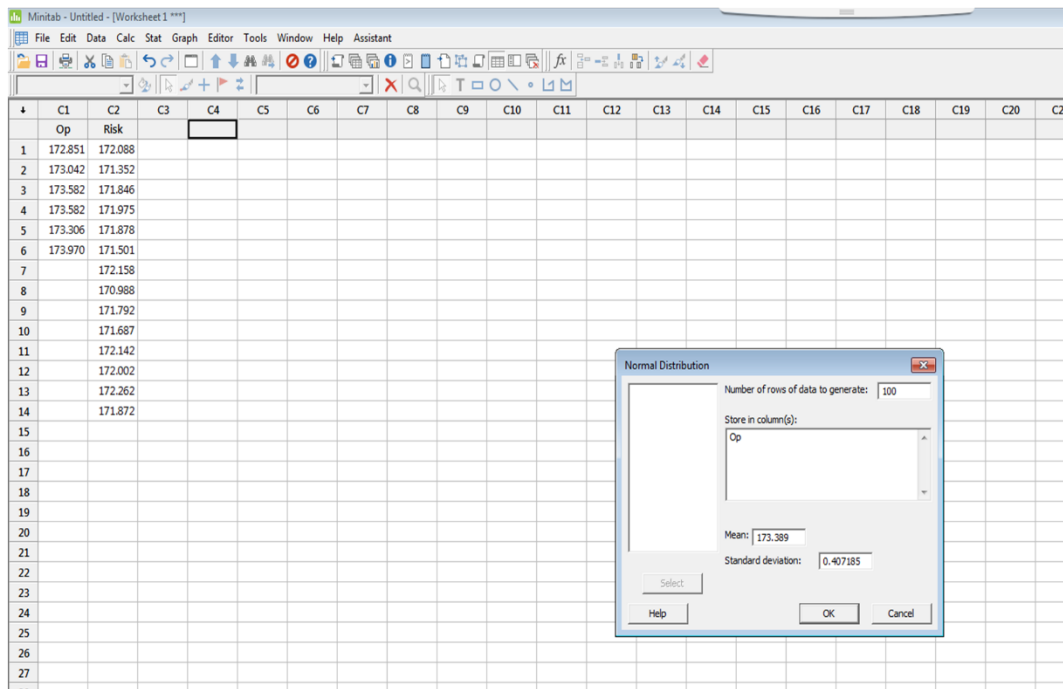 Minitab - Untitled - [Worksheet 1 ***]
File Edit Data Calc Stat Graph Editor Tools Window Help Assistant
↓ C1 C2 C3 C4 C5 C6 C7 C8 C9 C10 C11 C12 C13 C14 C15 C16 C17 C18 C19 C20
Op Risk
1 172.851 172.088
2 173.042 171.352
3 173.582 171.846
4 173.582 171.975
5 173.306 171.878
6 173.970 171.501
7 172.158
8 170.988
9 171.792
10 171.687
11 172.142
12 172.002
13 172.262
14 171.872
15
16
17
18
19
20
21
22
23
24
25
26
27
Normal Distribution
Number of rows of data to generate: 100
Store in column(s):
Op
Mean: 173.389
Standard deviation: 0.407185
Select
Help OK Cancel